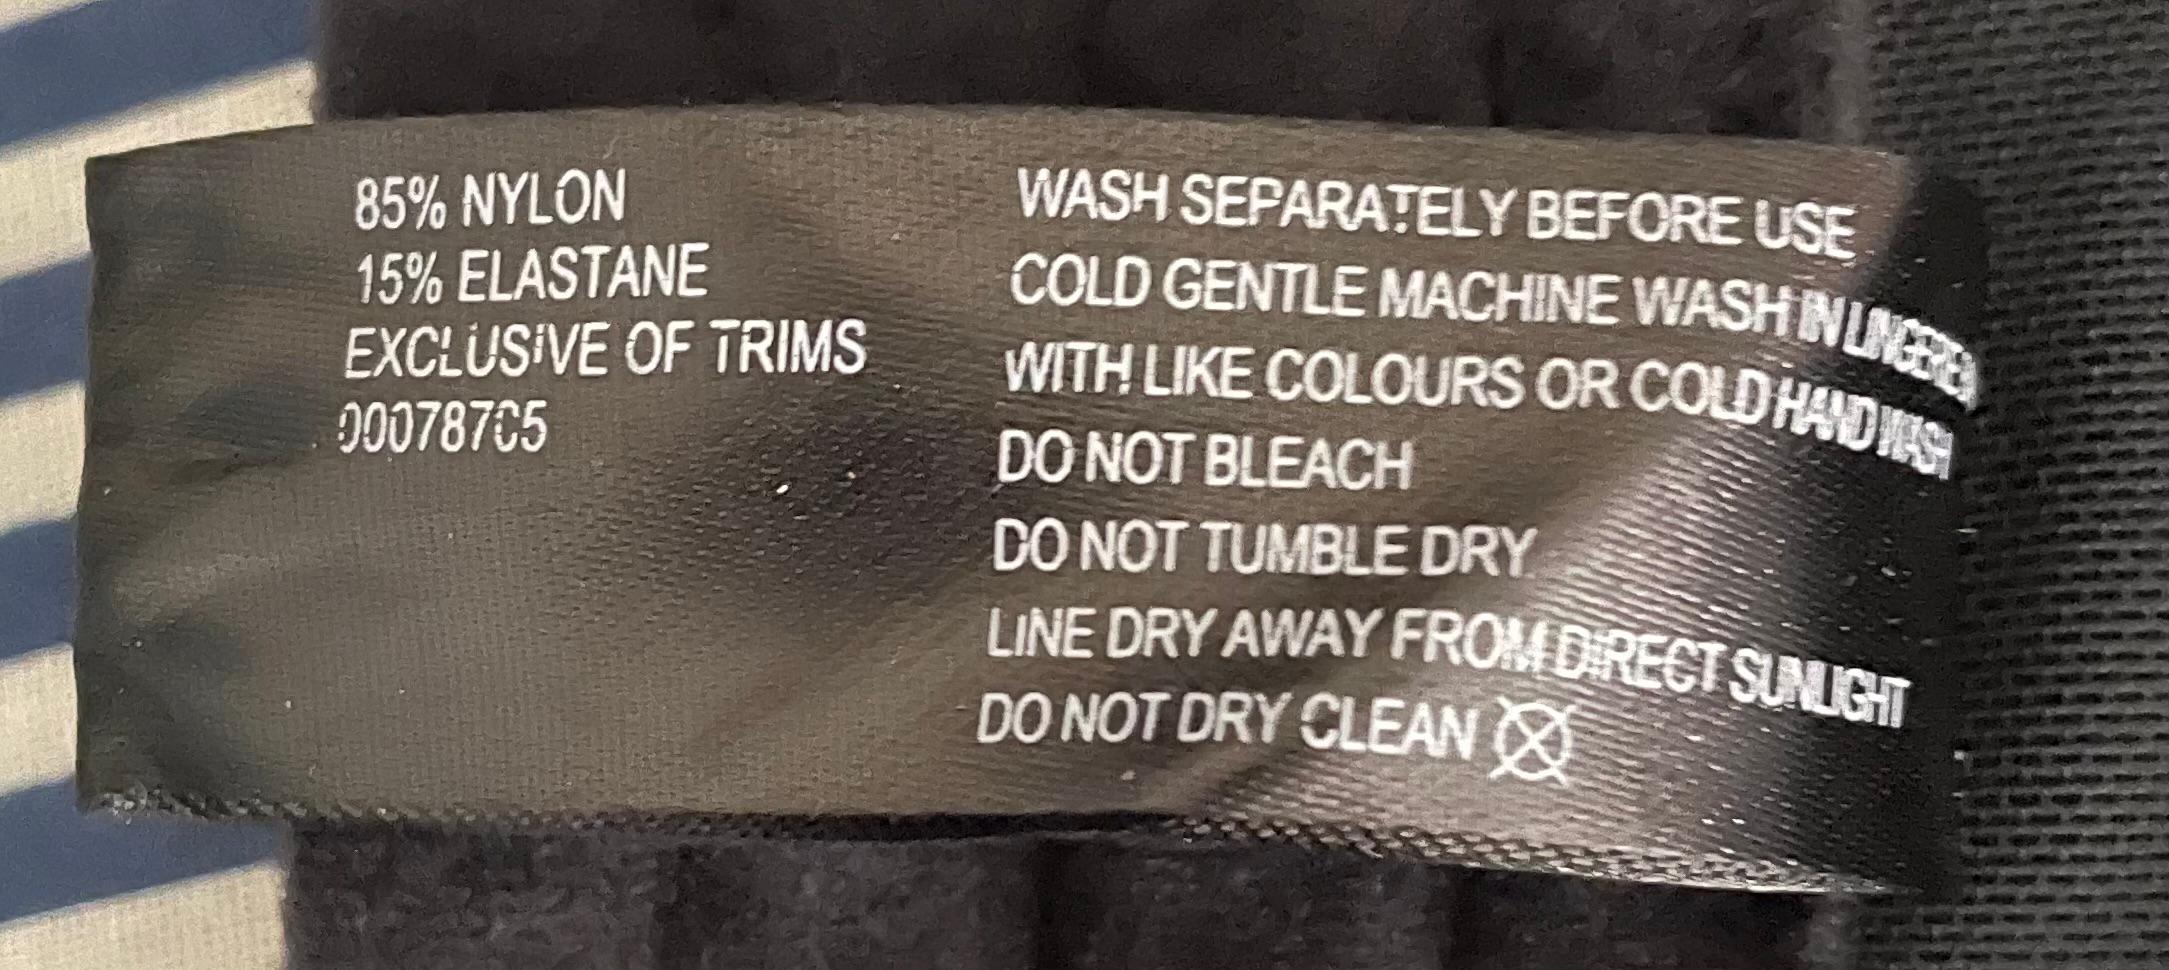 85% NYLON
15% ELASTANE
EXCLUSIVE OF TRIMS
000787C5
WASH SEPARATELY BEFORE USE
COLD GENTLE MACHINE WASH IN LINGERIE
WITH LIKE COLOURS OR COLD HAND WASH
DO NOT BLEACH
DO NOT TUMBLE DRY
LINE DRY AWAY FROM DIRECT SUNLIGHT
DO NOT DRY CLEAN